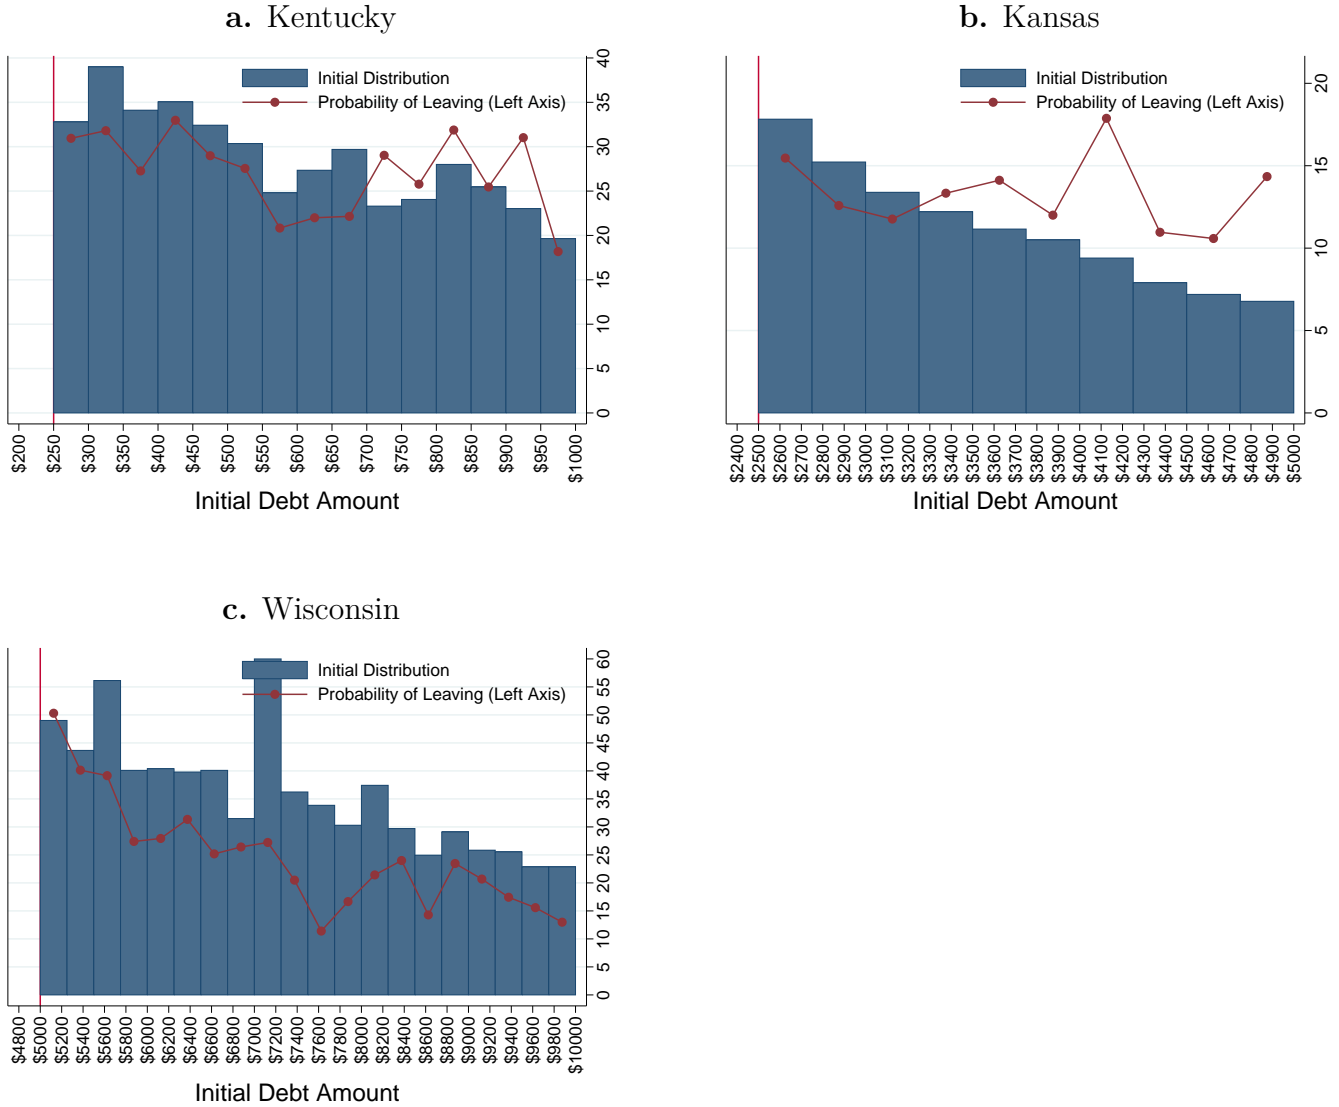 a. Kentucky
Initial Distribution
Probability of Leaving (Left Axis)
0 5 10 15 20 25 30 35 40
$200 $250 $300 $350 $400 $450 $500 $550 $600 $650 $700 $750 $800 $850 $900 $950 $1000
Initial Debt Amount
b. Kansas
Initial Distribution
Probability of Leaving (Left Axis)
0 5 10 15 20
$2400 $2500 $2600 $2700 $2800 $2900 $3000 $3100 $3200 $3300 $3400 $3500 $3600 $3700 $3800 $3900 $4000 $4100 $4200 $4300 $4400 $4500 $4600 $4700 $4800 $4900 $5000
Initial Debt Amount
c. Wisconsin
Initial Distribution
Probability of Leaving (Left Axis)
0 5 10 15 20 25 30 35 40 45 50 55 60
$4800 $5000 $5200 $5400 $5600 $5800 $6000 $6200 $6400 $6600 $6800 $7000 $7200 $7400 $7600 $7800 $8000 $8200 $8400 $8600 $8800 $9000 $9200 $9400 $9600 $9800 $10000
Initial Debt Amount